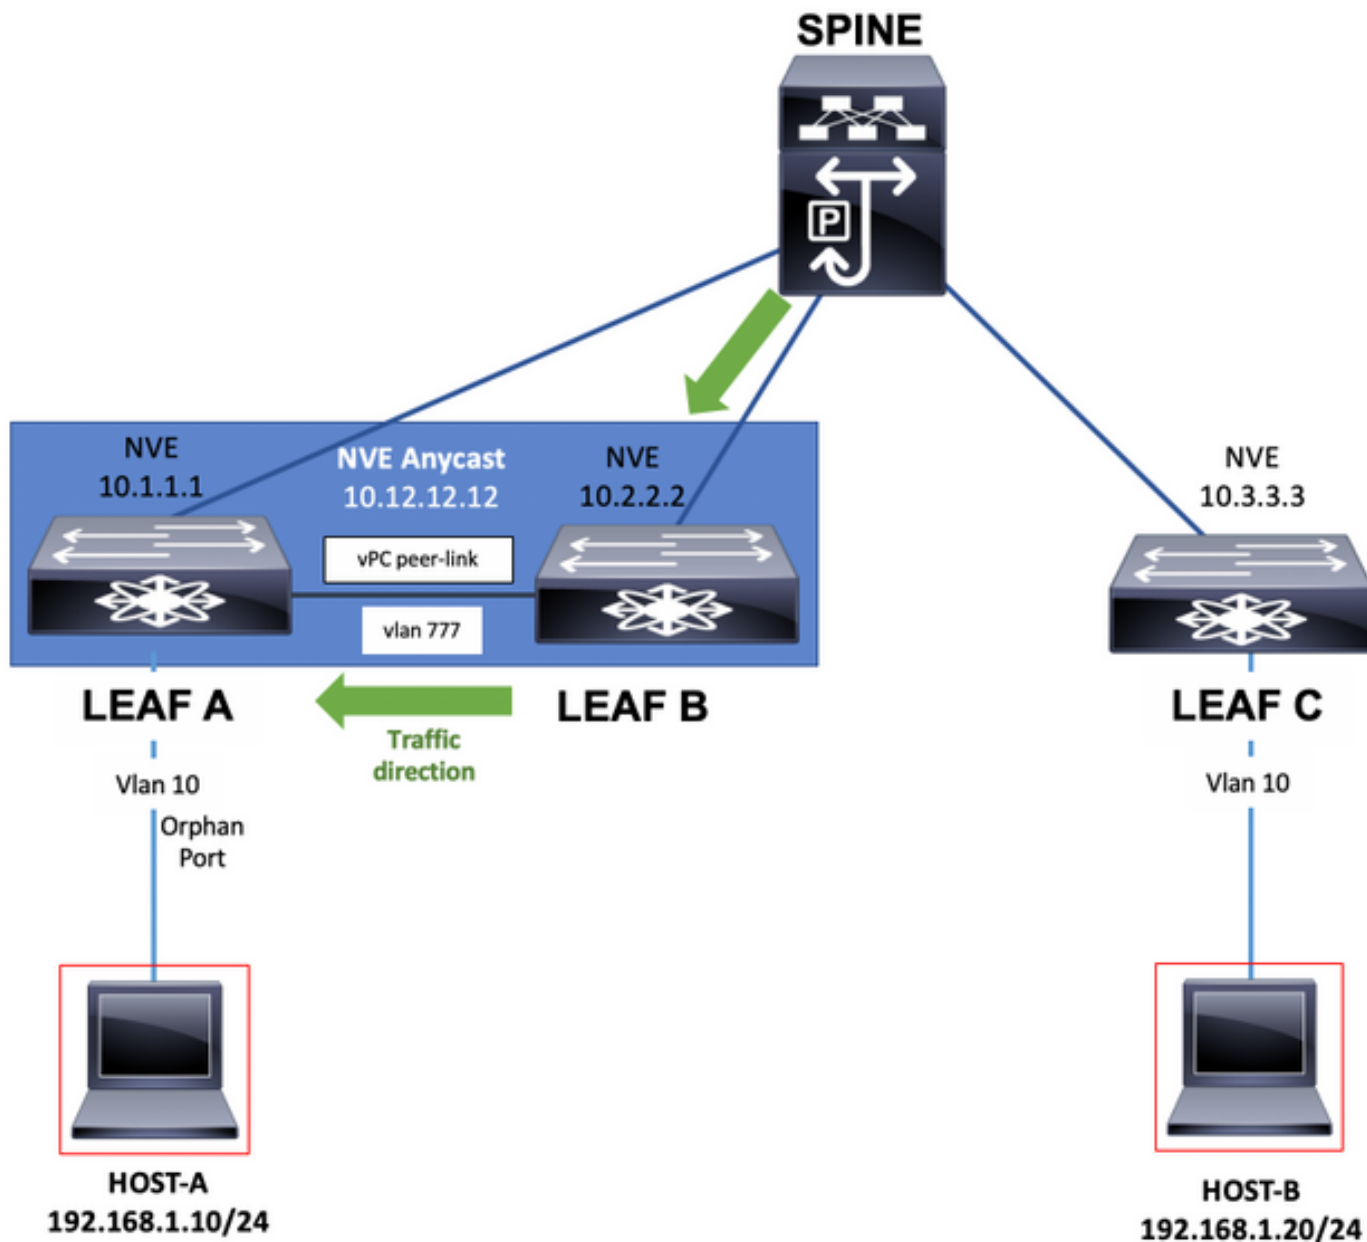 SPINE
P
NVE
10.1.1.1
NVE Anycast
10.12.12.12
NVE
10.2.2.2
NVE
10.3.3.3
vPC peer-link
vlan 777
LEAF A
LEAF B
LEAF C
Traffic
direction
Vlan 10
Orphan
Port
Vlan 10
HOST-A
192.168.1.10/24
HOST-B
192.168.1.20/24